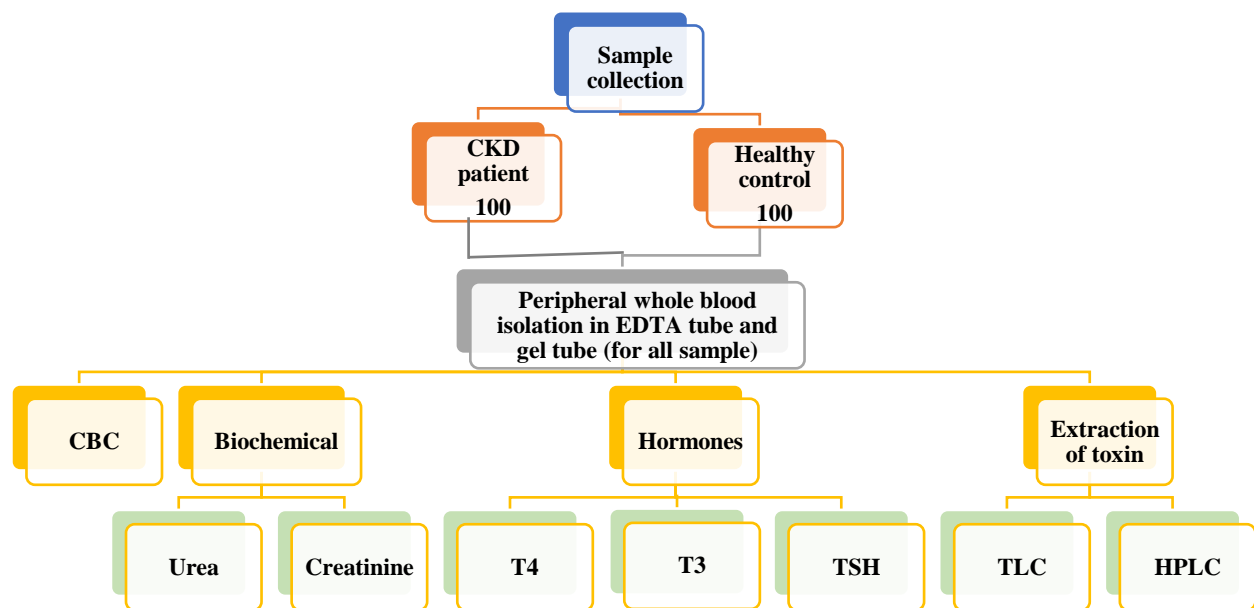 Sample
collection
CKD
patient
100
Healthy
control
100
Peripheral whole blood
isolation in EDTA tube and
gel tube (for all sample)
CBC
Biochemical
Hormones
Extraction
of toxin
Urea
Creatinine
T4
T3
TSH
TLC
HPLC